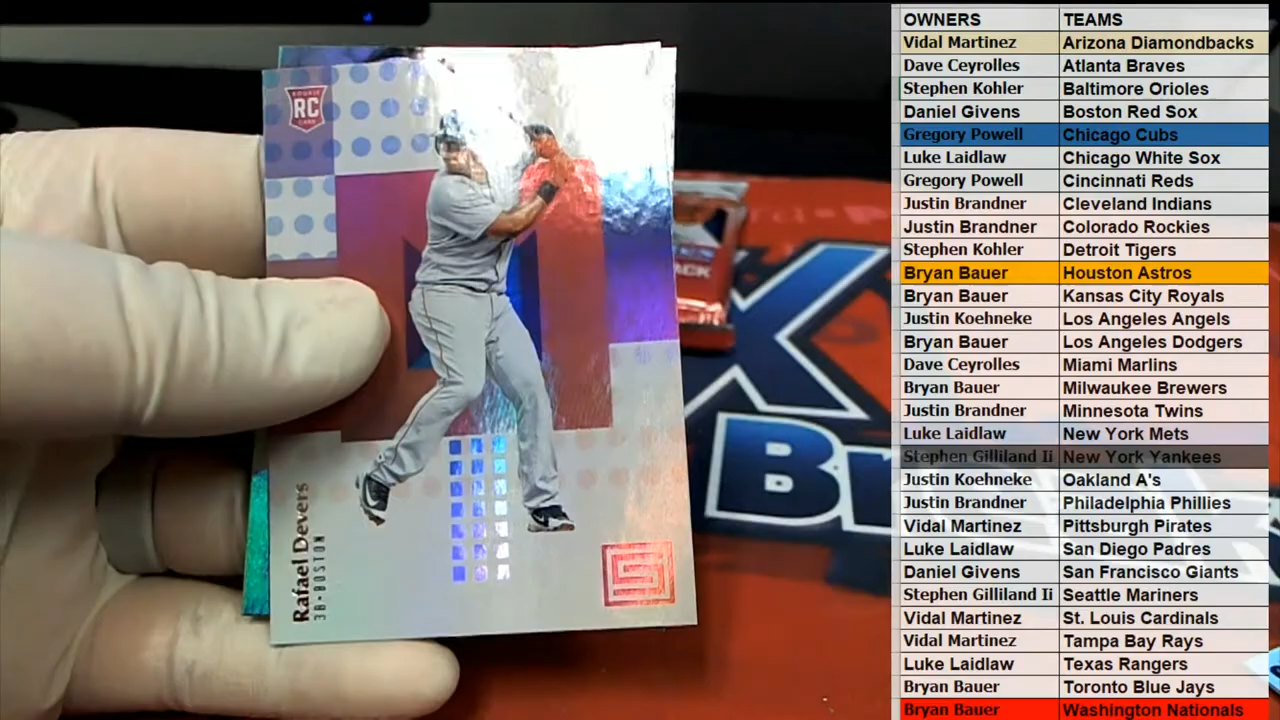 ROOKIE
RC
CARD
Rafael Devers
3B•BOSTON
ACK
X
Br
OWNERS TEAMS
Vidal Martinez Arizona Diamondbacks
Dave Ceyrolles Atlanta Braves
Stephen Kohler Baltimore Orioles
Daniel Givens Boston Red Sox
Gregory Powell Chicago Cubs
Luke Laidlaw Chicago White Sox
Gregory Powell Cincinnati Reds
Justin Brandner Cleveland Indians
Justin Brandner Colorado Rockies
Stephen Kohler Detroit Tigers
Bryan Bauer Houston Astros
Bryan Bauer Kansas City Royals
Justin Koehneke Los Angeles Angels
Bryan Bauer Los Angeles Dodgers
Dave Ceyrolles Miami Marlins
Bryan Bauer Milwaukee Brewers
Justin Brandner Minnesota Twins
Luke Laidlaw New York Mets
Stephen Gilliland Ii New York Yankees
Justin Koehneke Oakland A's
Justin Brandner Philadelphia Phillies
Vidal Martinez Pittsburgh Pirates
Luke Laidlaw San Diego Padres
Daniel Givens San Francisco Giants
Stephen Gilliland Ii Seattle Mariners
Vidal Martinez St. Louis Cardinals
Vidal Martinez Tampa Bay Rays
Luke Laidlaw Texas Rangers
Bryan Bauer Toronto Blue Jays
Bryan Bauer Washington Nationals